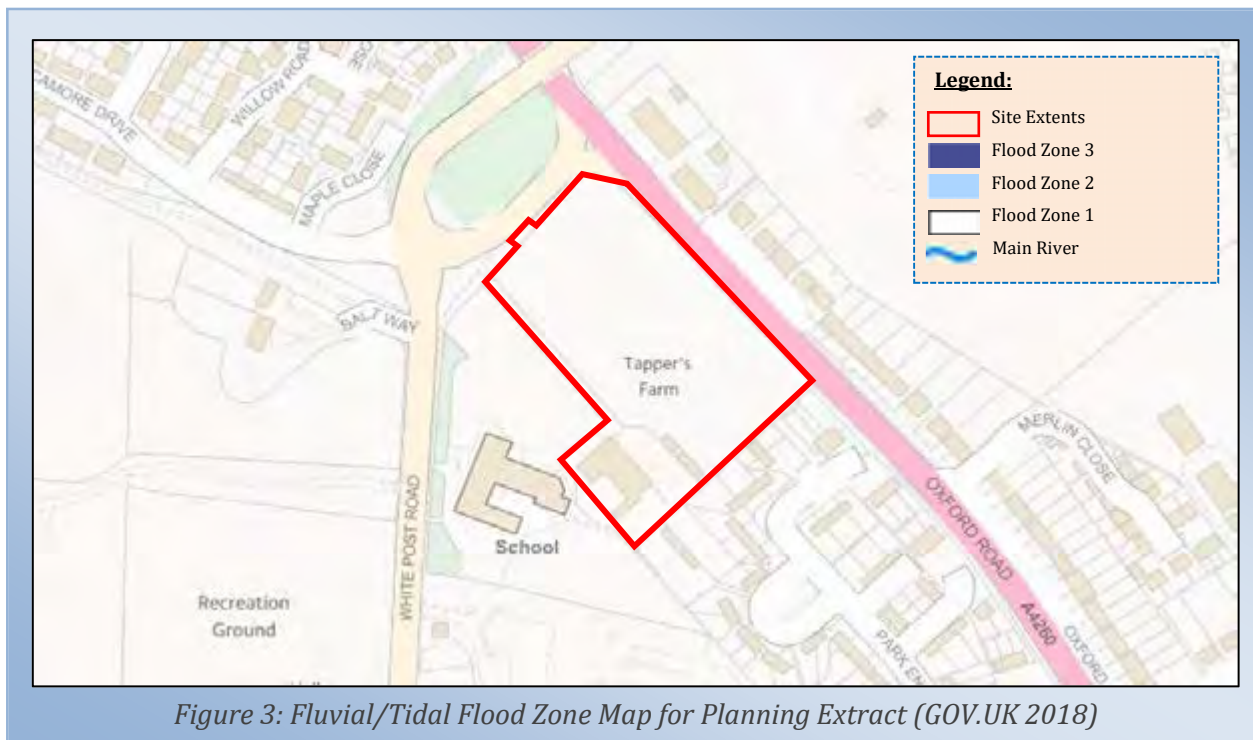 Legend:
Site Extents
Flood Zone 3
Flood Zone 2
Flood Zone 1
Main River
CAMORE DRIVE
WILLOW ROAD
MAPLE CLOSE
SALT WAY
Tapper's
Farm
MERLIN CLOSE
WHITE POST ROAD
School
OXFORD ROAD
Recreation
Ground
A4260
OXFORD
PARK EN
Figure 3: Fluvial/Tidal Flood Zone Map for Planning Extract (GOV.UK 2018)